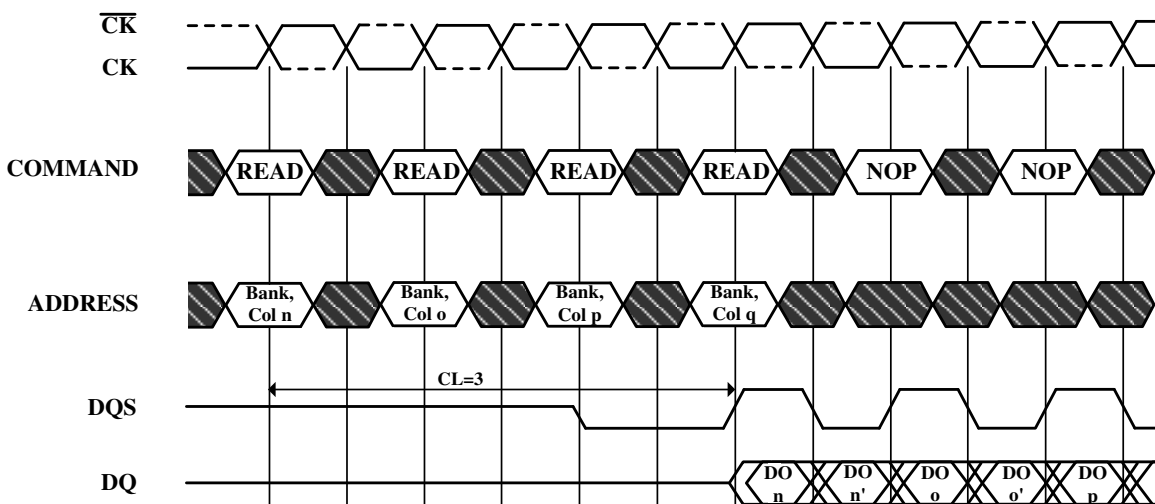 CK
CK
COMMAND
READ
READ
READ
READ
NOP
NOP
ADDRESS
Bank,
Col n
Bank,
Col o
Bank,
Col p
Bank,
Col q
CL=3
DQS
DQ
DO
n
DO
n'
DO
o
DO
o'
DO
p